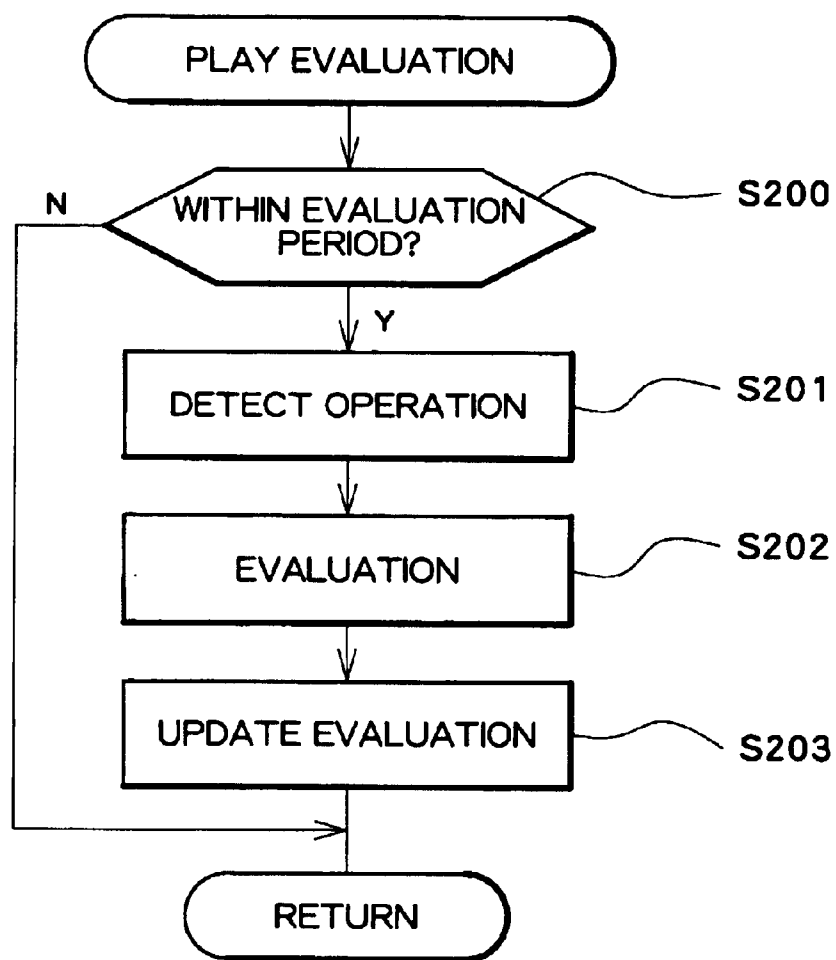 PLAY EVALUATION
N
WITHIN EVALUATION
PERIOD?
S200
Y
DETECT OPERATION
S201
EVALUATION
S202
UPDATE EVALUATION
S203
RETURN